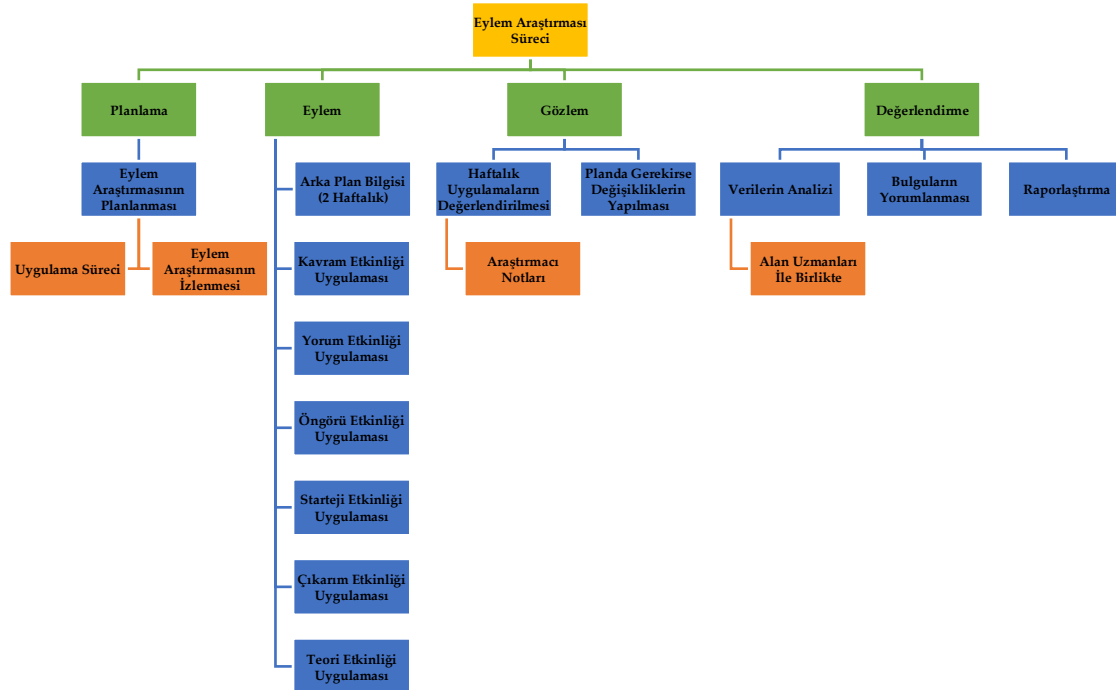 Eylem Araştırması
Süreci
Planlama
Eylem
Gözlem
Değerlendirme
Eylem
Araştırmasının
Planlanması
Uygulama Süreci
Eylem
Araştırmasının
İzlenmesi
Arka Plan Bilgisi
(2 Haftalık)
Kavram Etkinliği
Uygulaması
Yorum Etkinliği
Uygulaması
Öngörü Etkinliği
Uygulaması
Starteji Etkinliği
Uygulaması
Çıkarım Etkinliği
Uygulaması
Teori Etkinliği
Uygulaması
Haftalık
Uygulamaların
Değerlendirilmesi
Araştırmacı
Notları
Planda Gerekirse
Değişikliklerin
Yapılması
Verilerin Analizi
Alan Uzmanları
İle Birlikte
Bulguların
Yorumlanması
Raporlaştırma